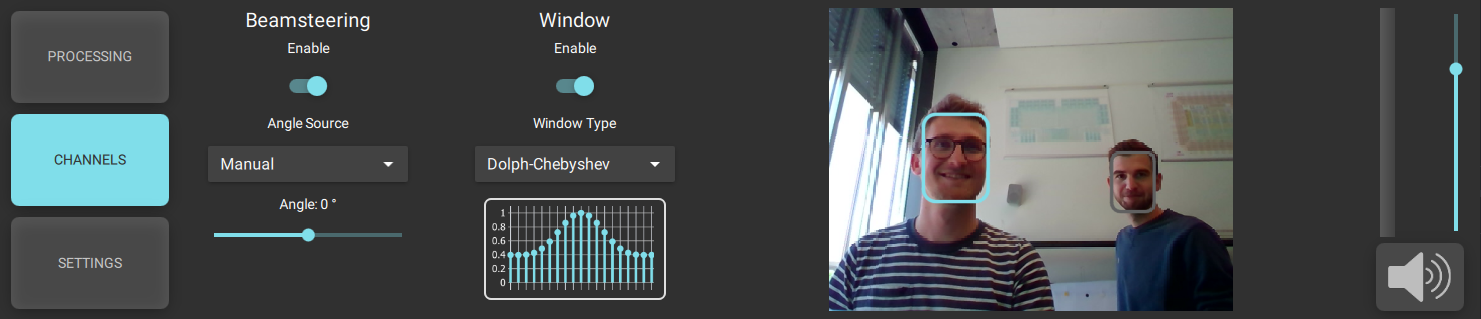 PROCESSING
CHANNELS
SETTINGS
Beamsteering
Enable
Angle Source
Manual
Angle: 0 °
Window
Enable
Window Type
Dolph-Chebyshev
1
0.8
0.6
0.4
0.2
0